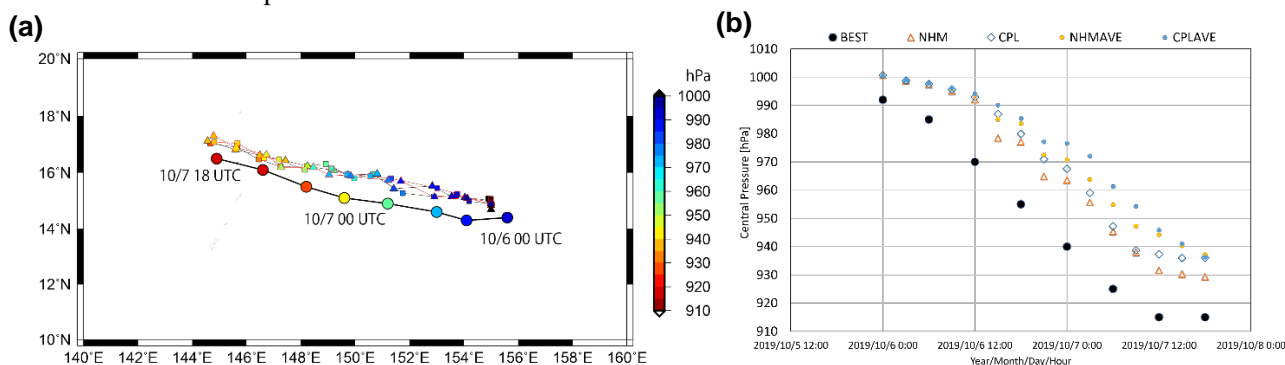 (a)
20°N
18°N
16°N
14°N
12°N
10°N
140°E
142°E
144°E
146°E
148°E
150°E
152°E
154°E
156°E
158°E
160°E
10/7 18 UTC
10/7 00 UTC
10/6 00 UTC
hPa
1000
990
980
970
960
950
940
930
920
910
(b)
BEST NHM CPL NHMAVE CPLAVE
Central Pressure [hPa]
1010
1000
990
980
970
960
950
940
930
920
910
2019/10/5 12:00 2019/10/6 0:00 2019/10/6 12:00 2019/10/7 0:00 2019/10/7 12:00 2019/10/8 0:00
Year/Month/Day/Hour